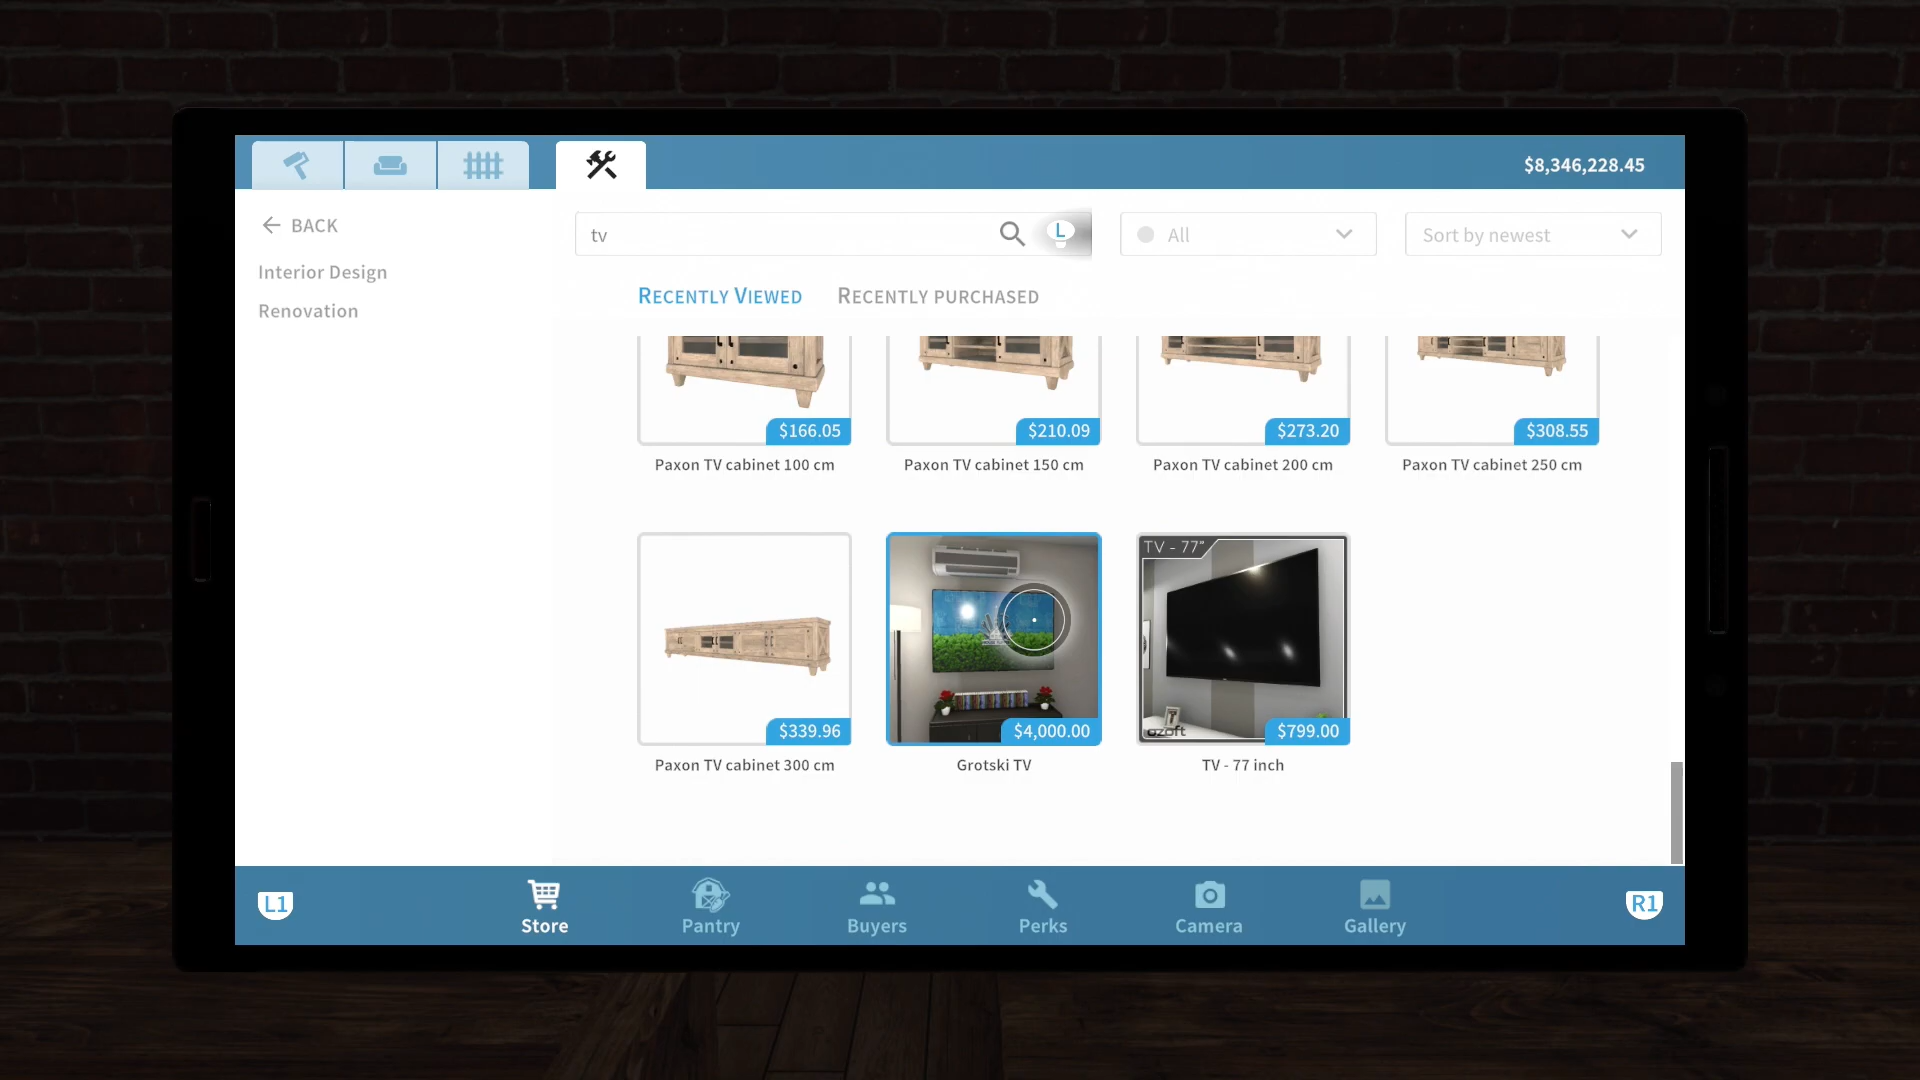 $8,346,228.45
BACK
Interior Design
Renovation
tv
L
All
Sort by newest
RECENTLY VIEWED
RECENTLY PURCHASED
$166.05
$210.09
$273.20
$308.55
Paxon TV cabinet 100 cm
Paxon TV cabinet 150 cm
Paxon TV cabinet 200 cm
Paxon TV cabinet 250 cm
TV - 77"
ozoft
$339.96
$4,000.00
$799.00
Paxon TV cabinet 300 cm
Grotski TV
TV - 77 inch
L1
Store
Pantry
Buyers
Perks
Camera
Gallery
R1